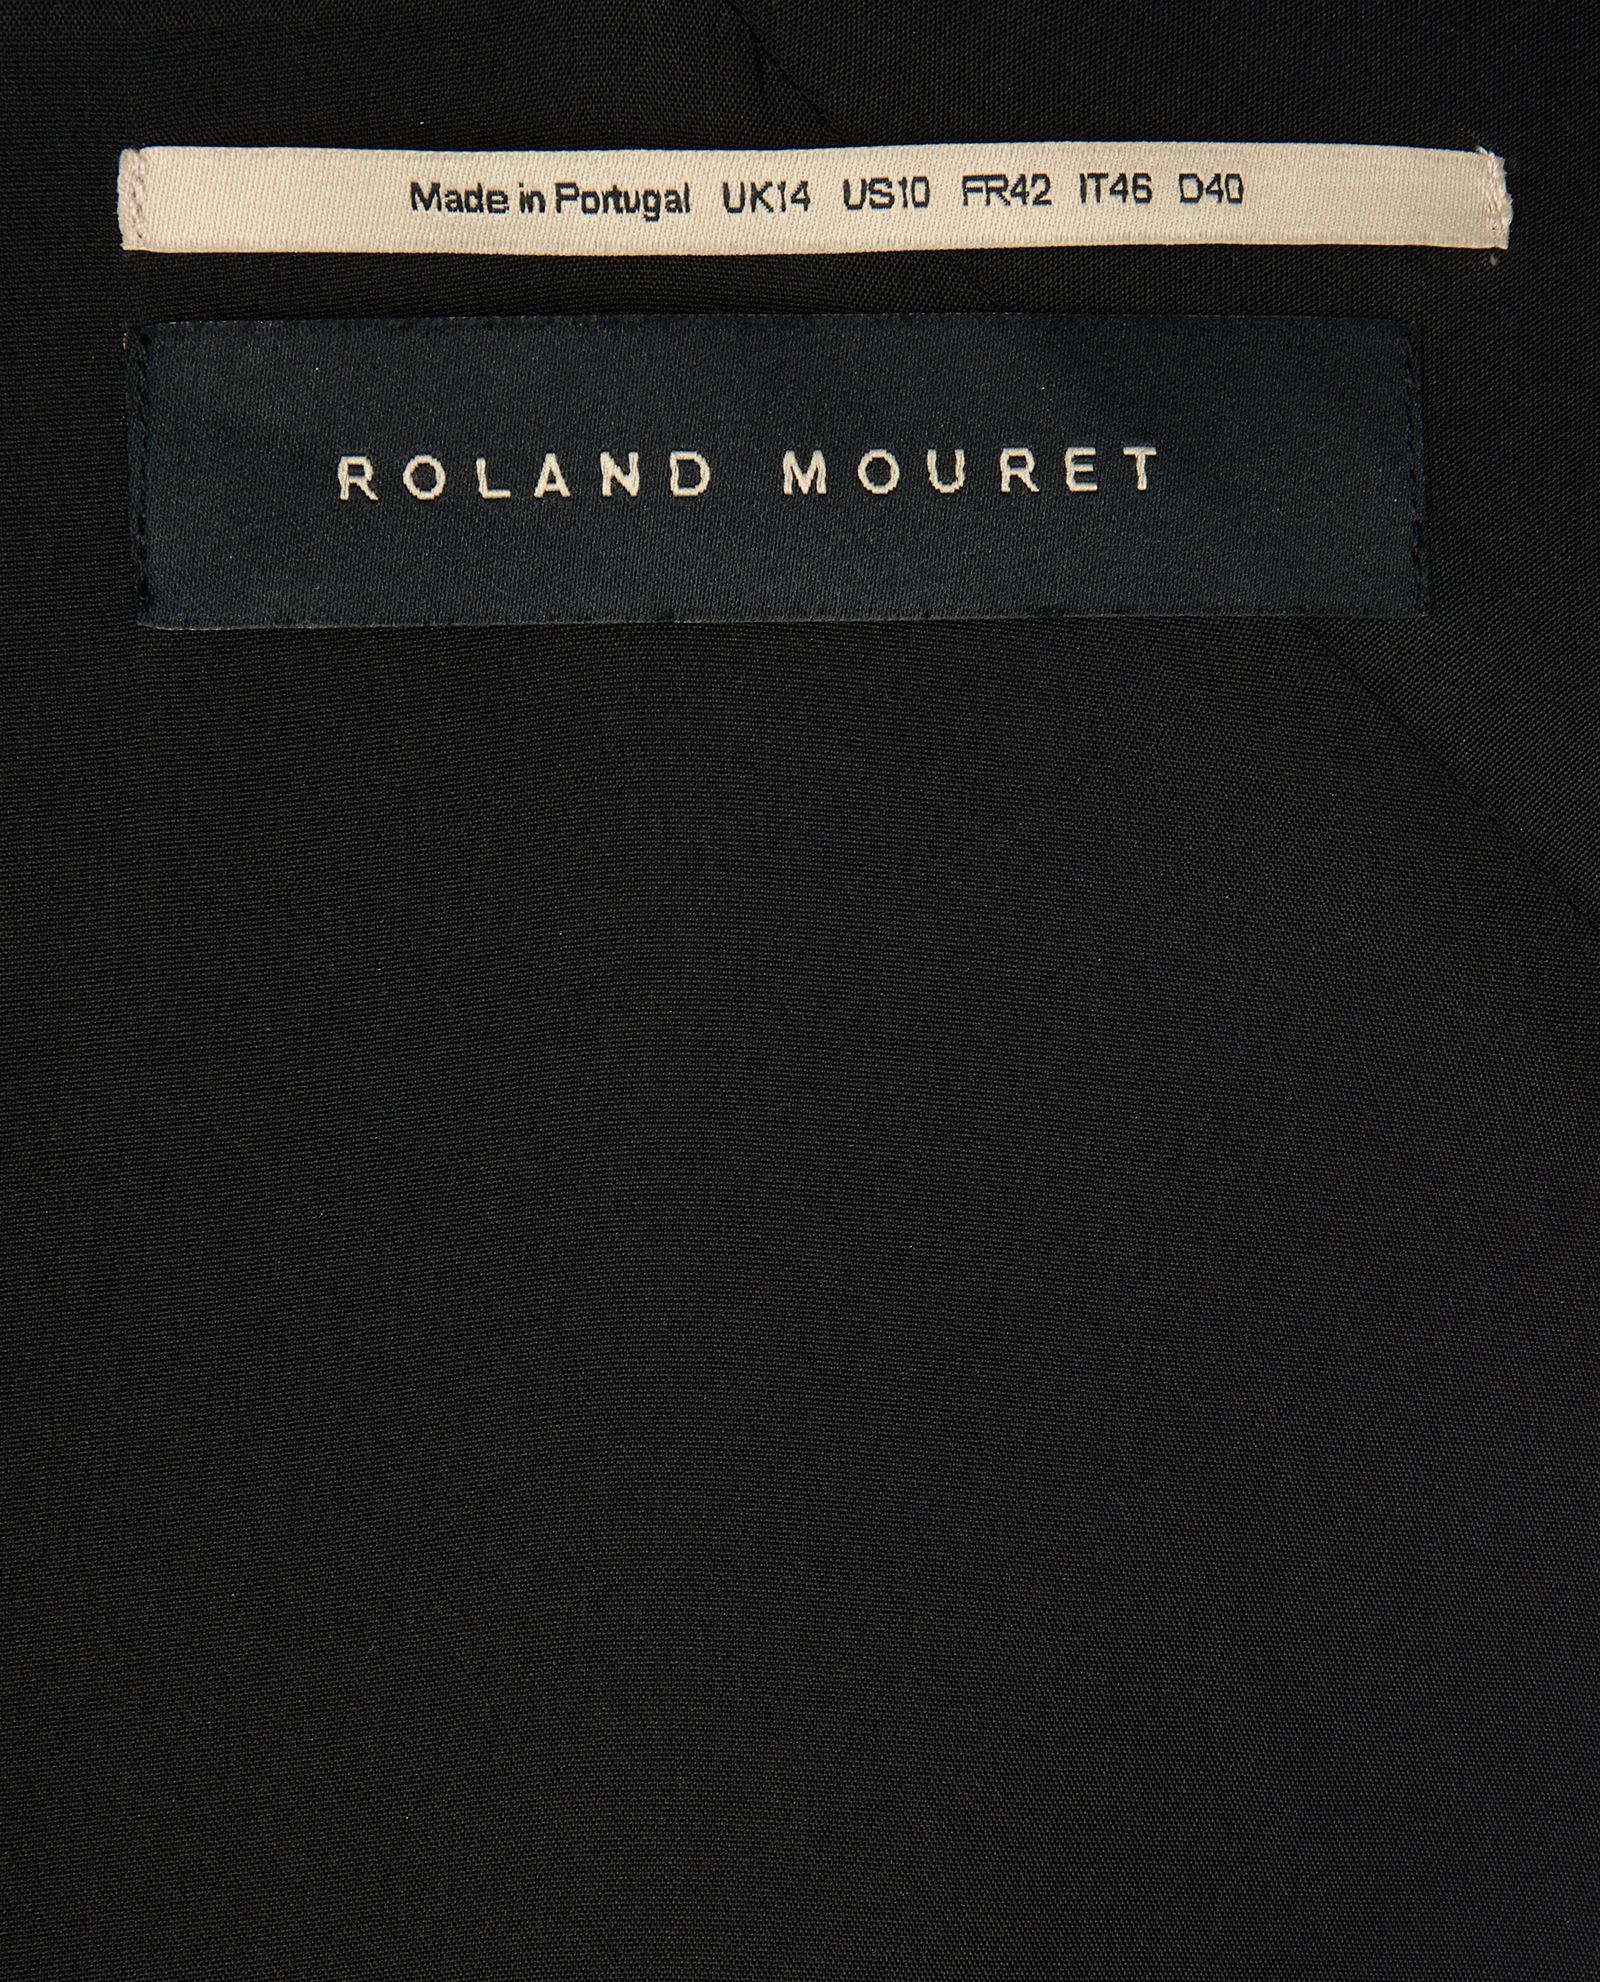 Made in Portugal UK14 US10 FR42 IT46 D40
ROLAND MOURET